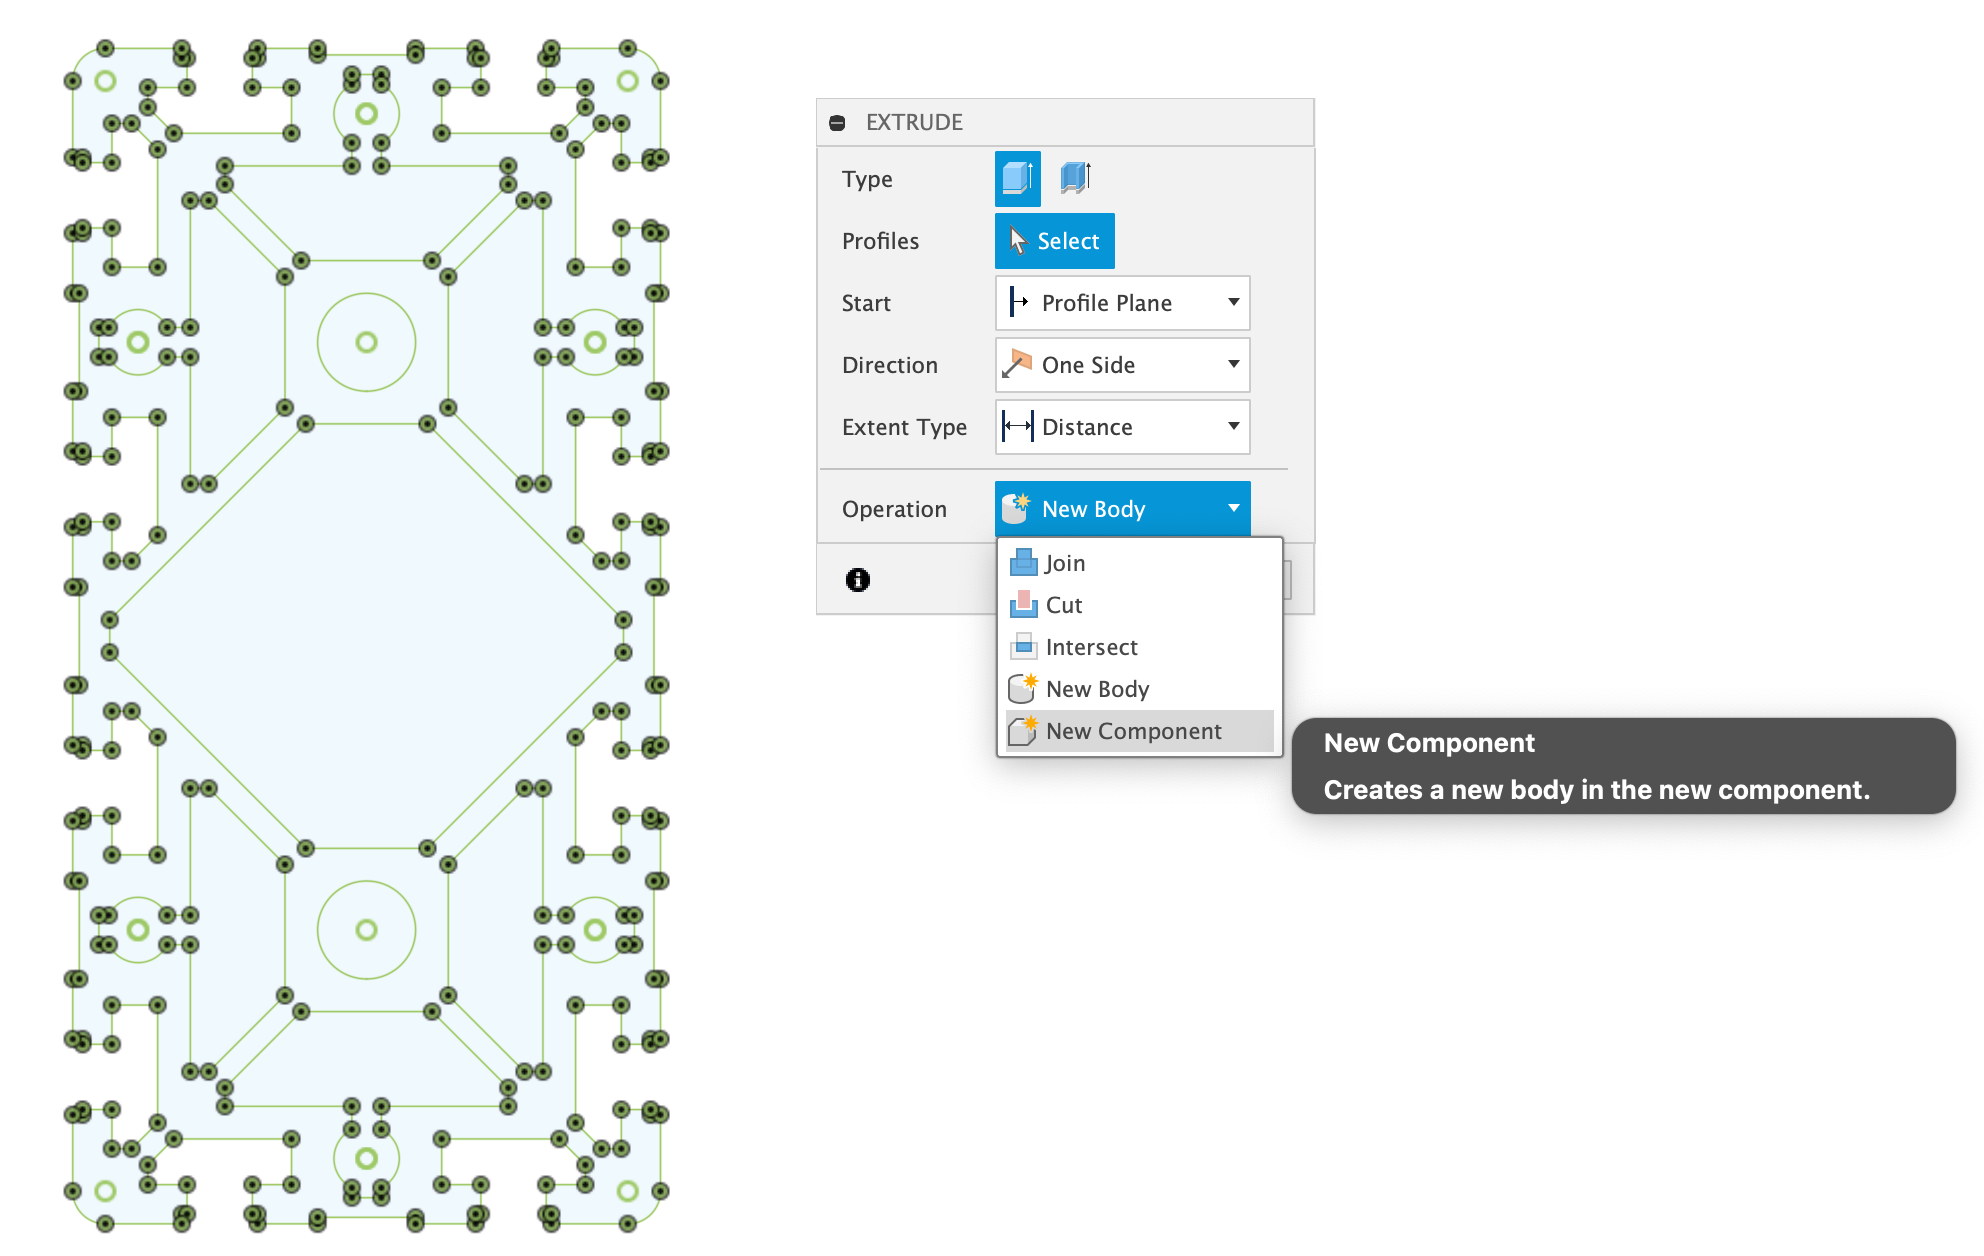 EXTRUDE
Type
Profiles Select
Start Profile Plane
Direction One Side
Extent Type Distance
Operation New Body
Join
Cut
Intersect
New Body
New Component
New Component
Creates a new body in the new component.